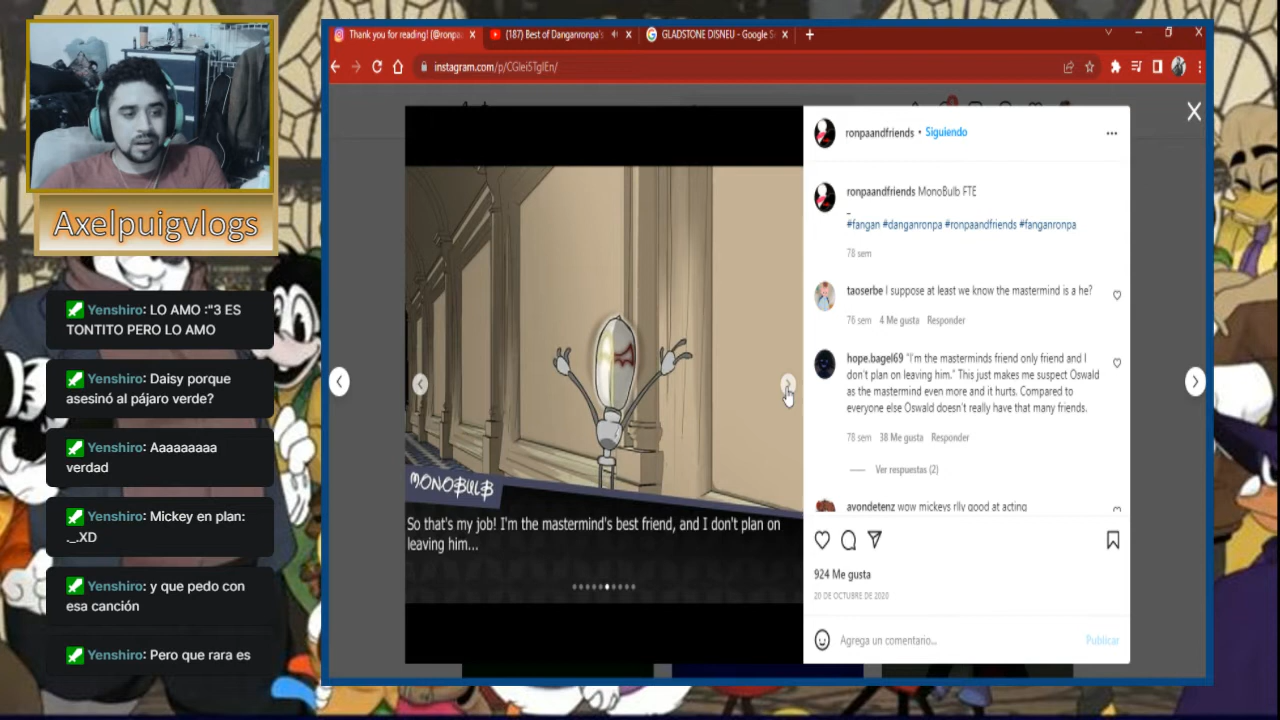 Axelpuigvlogs
Yenshiro: LO AMO :"3 ES
TONTITO PERO LO AMO
Yenshiro: Daisy porque
asesinó al pájaro verde?
Yenshiro: Aaaaaaaaa
verdad
Yenshiro: Mickey en plan:
._.XD
Yenshiro: y que pedo con
esa canción
Yenshiro: Pero que rara es
Thank you for reading! (@ronpa
(187) Best of Danganronpa's
GLADSTONE DISNEU - Google S
instagram.com/p/CGlei5TglEn/
MONOBULB
So that's my job! I'm the mastermind's best friend, and I don't plan on
leaving him...
ronpaandfriends • Siguiendo
ronpaandfriends MonoBulb FTE
_
#fangan #danganronpa #ronpaandfriends #fanganronpa
78 sem
taoserbe I suppose at least we know the mastermind is a he?
76 sem 4 Me gusta Responder
hope.bagel69 "I'm the masterminds friend only friend and I
don't plan on leaving him." This just makes me suspect Oswald
as the mastermind even more and it hurts. Compared to
everyone else Oswald doesn't really have that many friends.
78 sem 38 Me gusta Responder
Ver respuestas (2)
avondetenz wow mickeys rlly good at acting
924 Me gusta
20 DE OCTUBRE DE 2020
Agrega un comentario...
Publicar